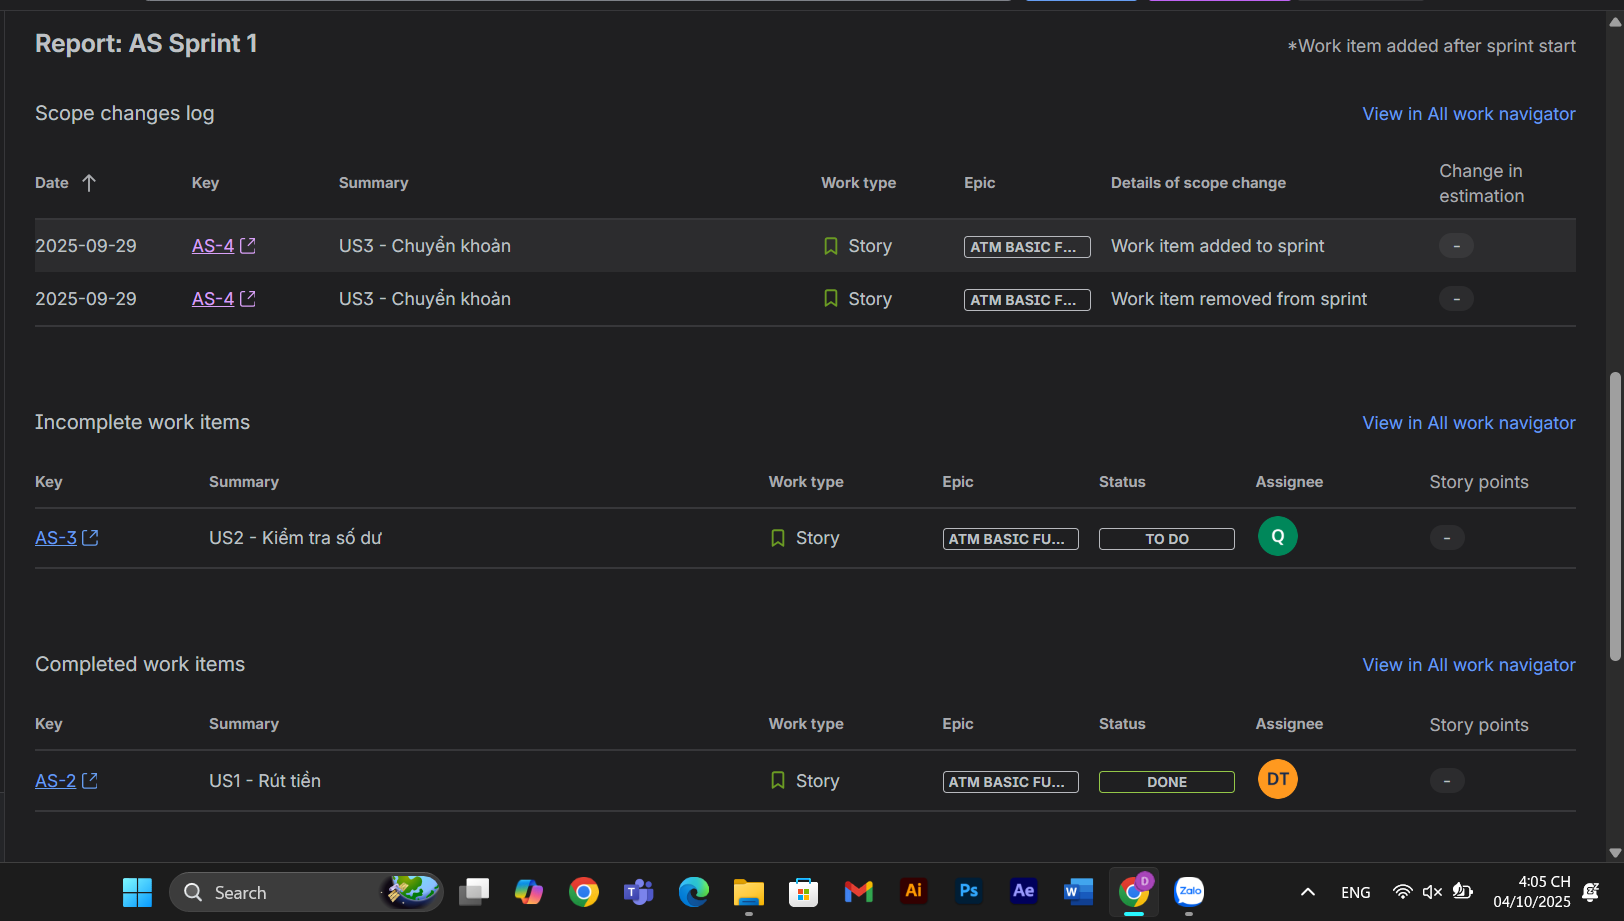 Report: AS Sprint 1
*Work item added after sprint start
Scope changes log
View in All work navigator
Date Key Summary Work type Epic Details of scope change Change in estimation
2025-09-29 AS-4 US3 - Chuyển khoản Story ATM BASIC F... Work item added to sprint -
2025-09-29 AS-4 US3 - Chuyển khoản Story ATM BASIC F... Work item removed from sprint -
Incomplete work items
View in All work navigator
Key Summary Work type Epic Status Assignee Story points
AS-3 US2 - Kiểm tra số dư Story ATM BASIC FU... TO DO Q -
Completed work items
View in All work navigator
Key Summary Work type Epic Status Assignee Story points
AS-2 US1 - Rút tiền Story ATM BASIC FU... DONE DT -
Search
T
Ai
Ps
Ae
W
D
Zalo
ENG
4:05 CH
04/10/2025